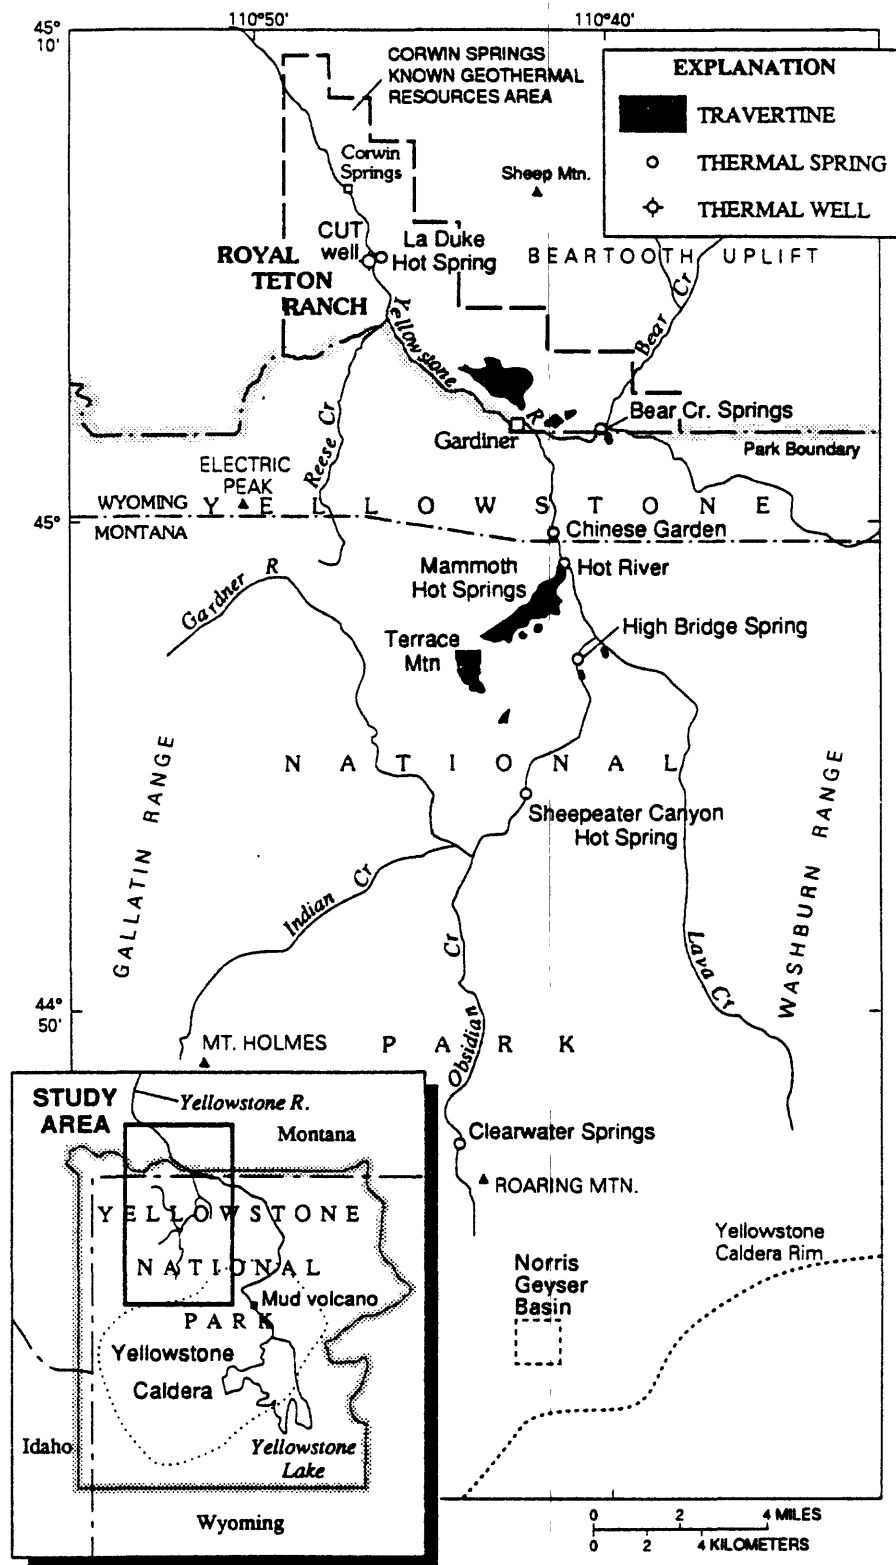 110°50'
110°40'
45°
10'
CORWIN SPRINGS
KNOWN GEOTHERMAL
RESOURCES AREA
EXPLANATION
TRAVERTINE
THERMAL SPRING
THERMAL WELL
Corwin
Springs
Sheep Mtn.
CUT
well
La Duke
Hot Spring
BEARTOOTH UPLIFT
ROYAL
TETON
RANCH
Yellowstone
R
Bear Cr
Reese Cr
Gardiner
Bear Cr. Springs
Park Boundary
ELECTRIC
PEAK
WYOMING
YELLOWSTONE
45°
MONTANA
Chinese Garden
Mammoth
Hot Springs
Hot River
Gardner R
High Bridge Spring
Terrace
Mtn
GALLATIN RANGE
NATIONAL
WASHBURN RANGE
Sheepeater Canyon
Hot Spring
Indian Cr
Obsidian Cr
Lava Cr
44°
50'
MT. HOLMES
PARK
Clearwater Springs
ROARING MTN.
Yellowstone
Caldera Rim
Norris
Geyser
Basin
STUDY
AREA
Yellowstone R.
Montana
YELLOWSTONE
NATIONAL
Mud volcano
PARK
Yellowstone
Caldera
Idaho
Yellowstone
Lake
Wyoming
0 2 4 MILES
0 2 4 KILOMETERS